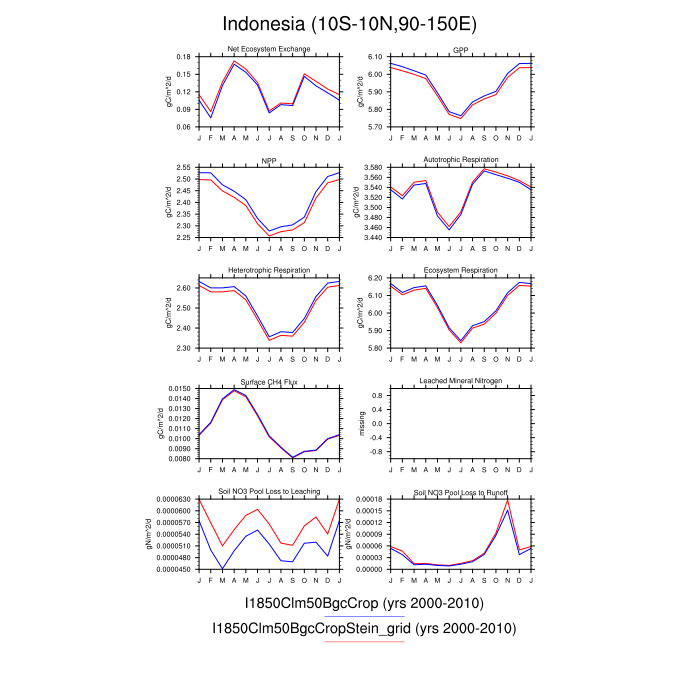 Indonesia (10S-10N,90-150E)
Net Ecosystem Exchange
gC/m^2/d
0.18
0.15
0.12
0.09
0.06
J F M A M J J A S O N D J
GPP
gC/m^2/d
6.10
6.00
5.90
5.80
5.70
J F M A M J J A S O N D J
NPP
gC/m^2/d
2.55
2.50
2.45
2.40
2.35
2.30
2.25
J F M A M J J A S O N D J
Autotrophic Respiration
gC/m^2/d
3.580
3.560
3.540
3.520
3.500
3.480
3.460
3.440
J F M A M J J A S O N D J
Heterotrophic Respiration
gC/m^2/d
2.60
2.50
2.40
2.30
J F M A M J J A S O N D J
Ecosystem Respiration
gC/m^2/d
6.20
6.10
6.00
5.90
5.80
J F M A M J J A S O N D J
Surface CH4 Flux
gC/m^2/d
0.0150
0.0140
0.0130
0.0120
0.0110
0.0100
0.0090
0.0080
J F M A M J J A S O N D J
Leached Mineral Nitrogen
missing
0.8
0.4
0.0
-0.4
-0.8
J F M A M J J A S O N D J
Soil NO3 Pool Loss to Leaching
gN/m^2/d
0.0000630
0.0000600
0.0000570
0.0000540
0.0000510
0.0000480
0.0000450
J F M A M J J A S O N D J
Soil NO3 Pool Loss to Runoff
gN/m^2/d
0.00018
0.00015
0.00012
0.00009
0.00006
0.00003
0.00000
J F M A M J J A S O N D J
I1850Clm50BgcCrop (yrs 2000-2010)
I1850Clm50BgcCropStein_grid (yrs 2000-2010)